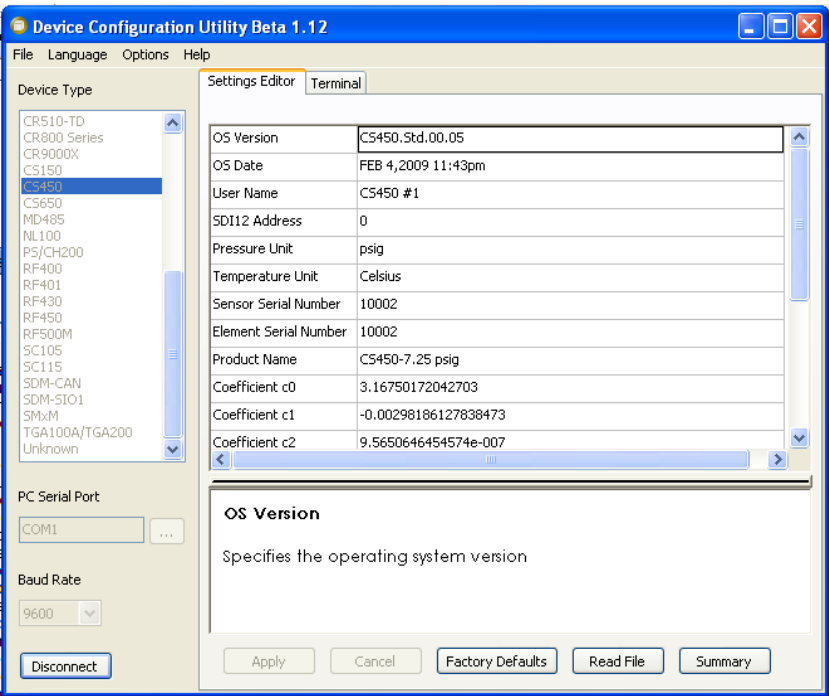 Device Configuration Utility Beta 1.12
File Language Options Help
Device Type
CR510-TD
CR800 Series
CR9000X
CS150
CS450
CS650
MD485
NL100
PS/CH200
RF400
RF401
RF430
RF450
RF500M
SC105
SC115
SDM-CAN
SDM-SIO1
SMxM
TGA100A/TGA200
Unknown
PC Serial Port
COM1
...
Baud Rate
9600
Disconnect
Settings Editor Terminal
OS Version CS450.Std.00.05
OS Date FEB 4,2009 11:43pm
User Name CS450 #1
SDI12 Address 0
Pressure Unit psig
Temperature Unit Celsius
Sensor Serial Number 10002
Element Serial Number 10002
Product Name CS450-7.25 psig
Coefficient c0 3.16750172042703
Coefficient c1 -0.00298186127838473
Coefficient c2 9.5650646454574e-007
OS Version
Specifies the operating system version
Apply Cancel Factory Defaults Read File Summary